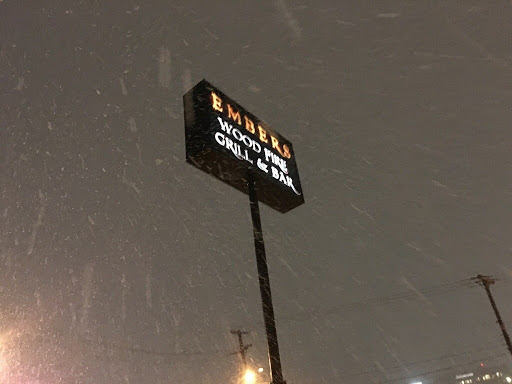 EMBERS
WOOD FIRE
GRILL & BAR